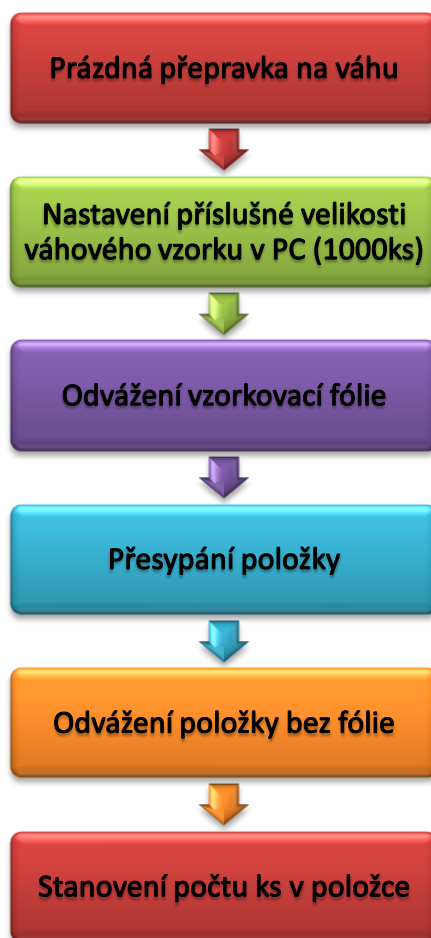 Prázdná přepravka na váhu
Nastavení příslušné velikosti
váhového vzorku v PC (1000ks)
Odvážení vzorkovací fólie
Přesypání položky
Odvážení položky bez fólie
Stanovení počtu ks v položce